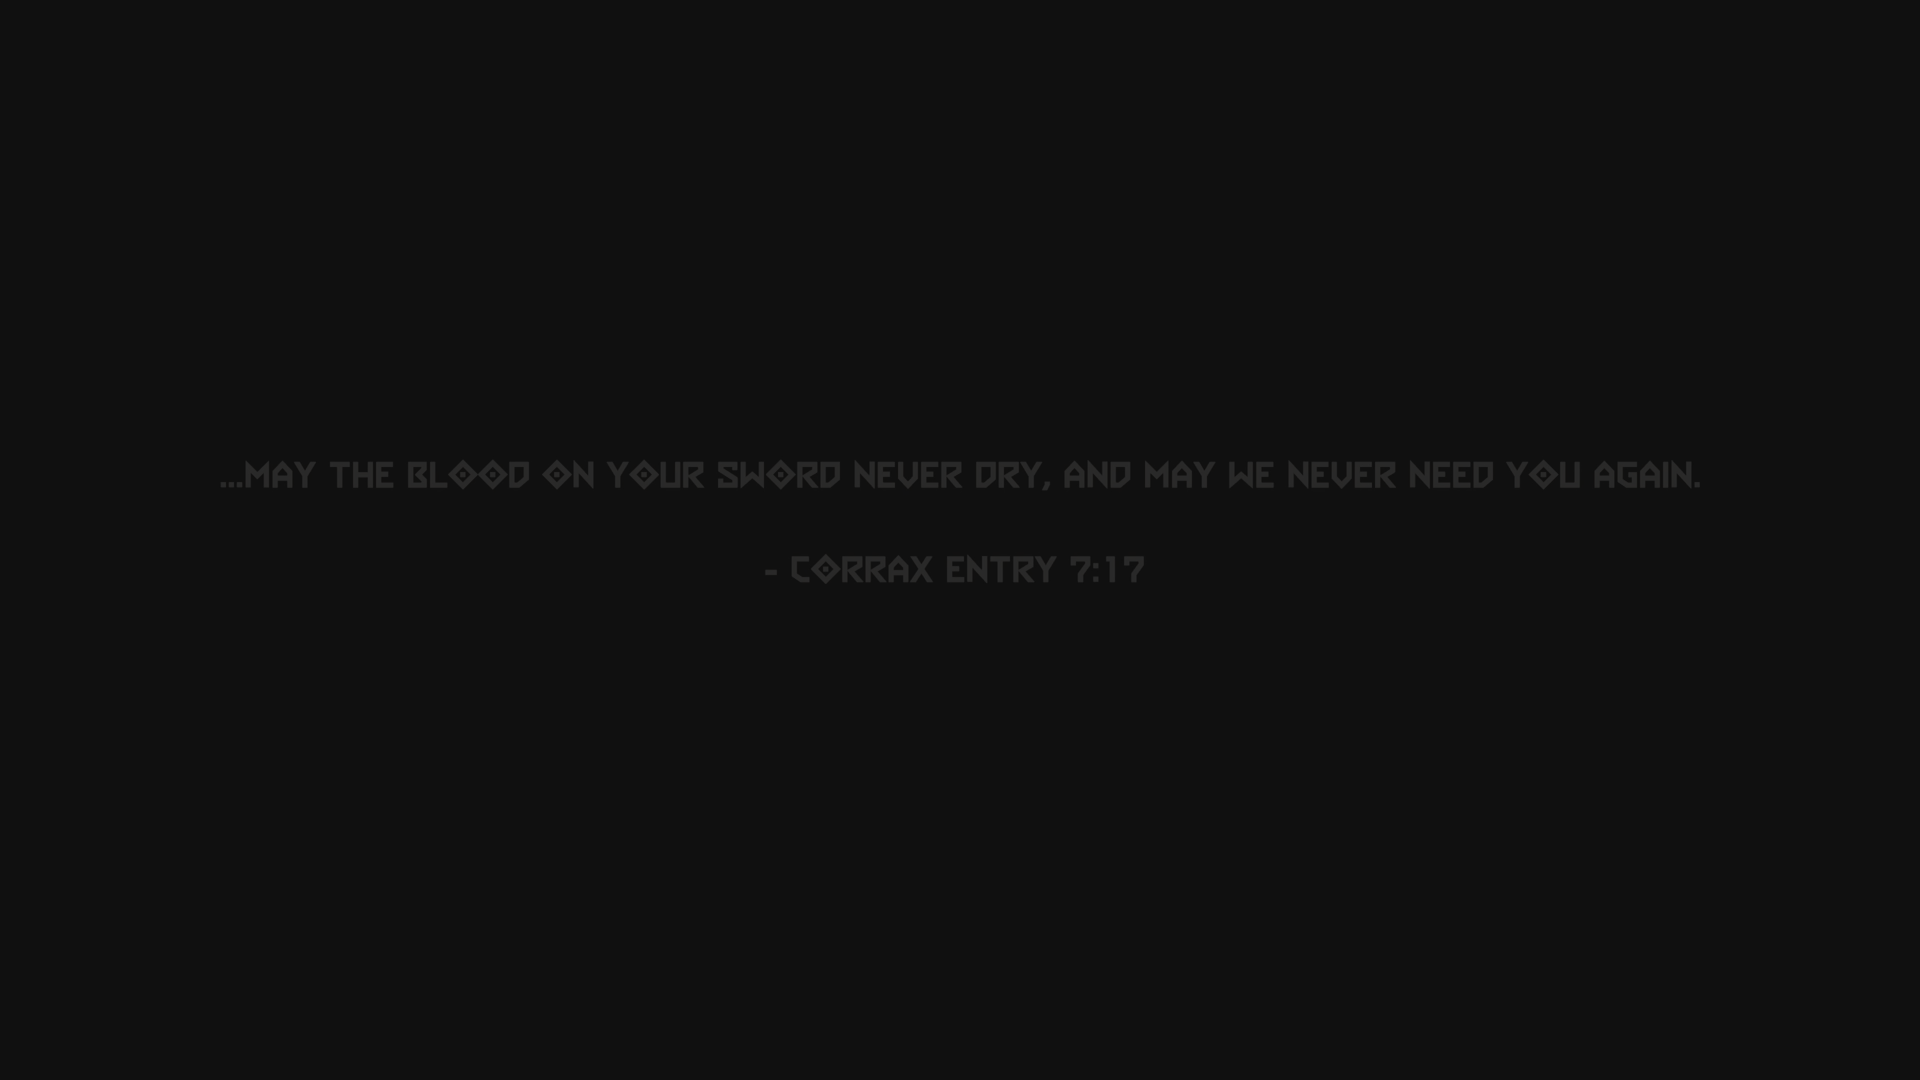 ...MAY THE BLOOD ON YOUR SWORD NEVER DRY, AND MAY WE NEVER NEED YOU AGAIN.
- CORRAX ENTRY 7:17